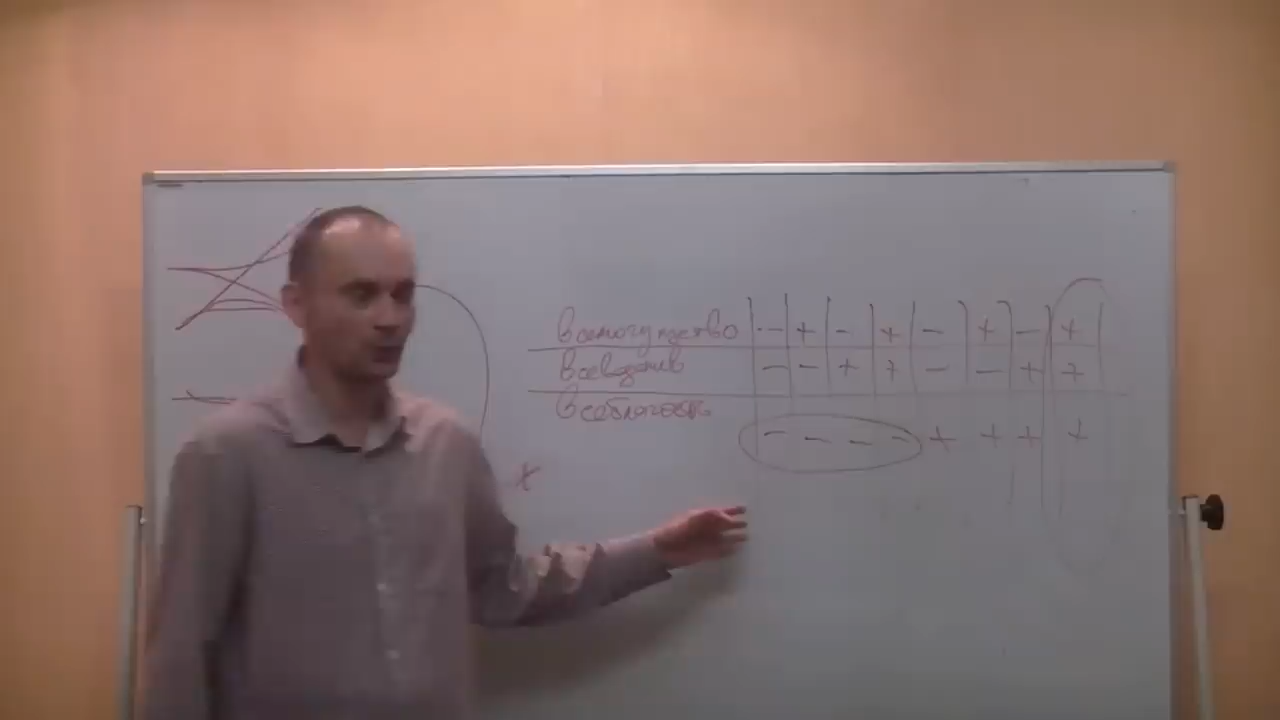 всемогущество - + - + - + - +
всеведение - - + + - - + +
всеблагость - - - - + + + +
x